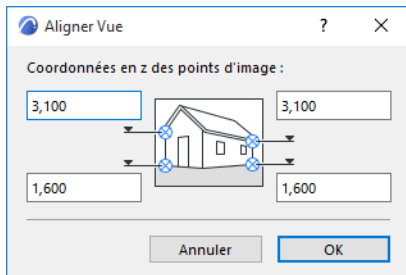 Aligner Vue ?
Coordonnées en z des points d'image :
3,100 3,100
1,600 1,600
Annuler OK